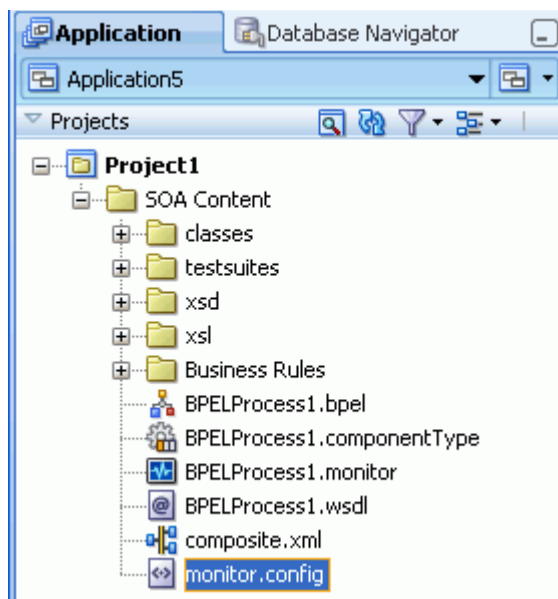 Application Database Navigator
Application5
Projects
Project1
SOA Content
classes
testsuites
xsd
xsl
Business Rules
BPELProcess1.bpel
BPELProcess1.componentType
BPELProcess1.monitor
BPELProcess1.wsdl
composite.xml
monitor.config